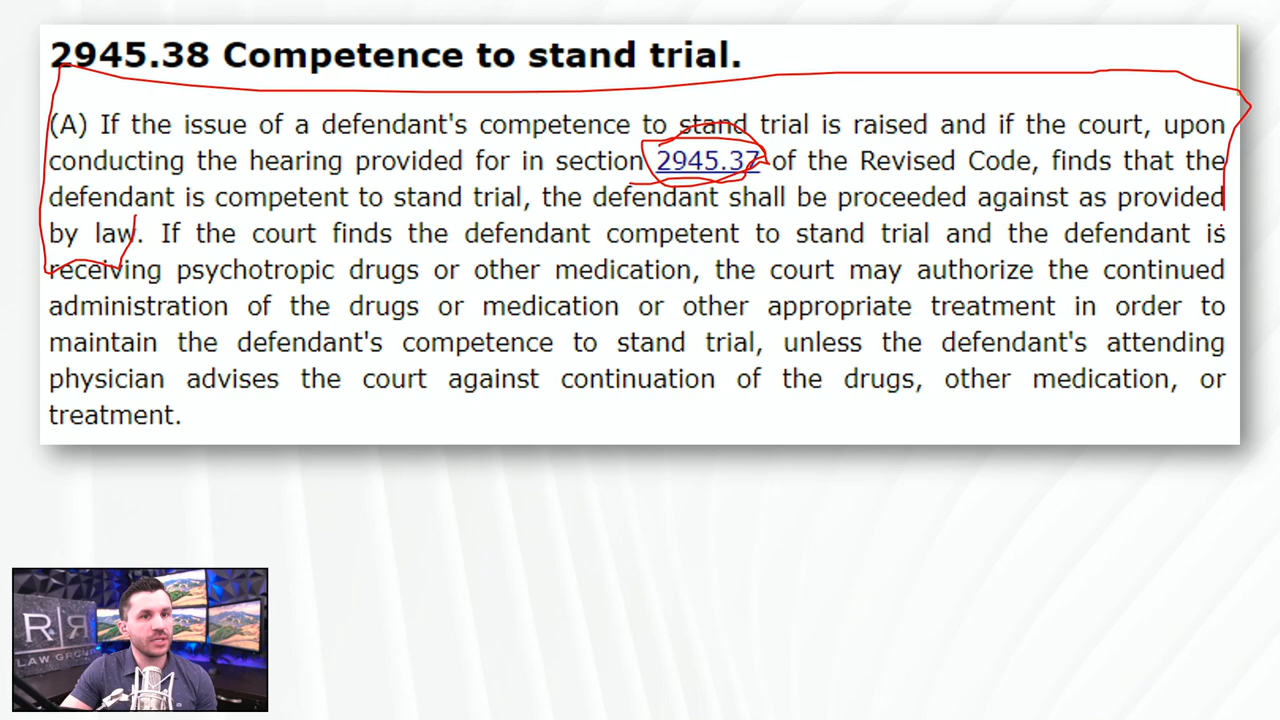 2945.38 Competence to stand trial.
(A) If the issue of a defendant's competence to stand trial is raised and if the court, upon
conducting the hearing provided for in section 2945.37 of the Revised Code, finds that the
defendant is competent to stand trial, the defendant shall be proceeded against as provided
by law. If the court finds the defendant competent to stand trial and the defendant is
receiving psychotropic drugs or other medication, the court may authorize the continued
administration of the drugs or medication or other appropriate treatment in order to
maintain the defendant's competence to stand trial, unless the defendant's attending
physician advises the court against continuation of the drugs, other medication, or
treatment.
R|R
LAW GROUP